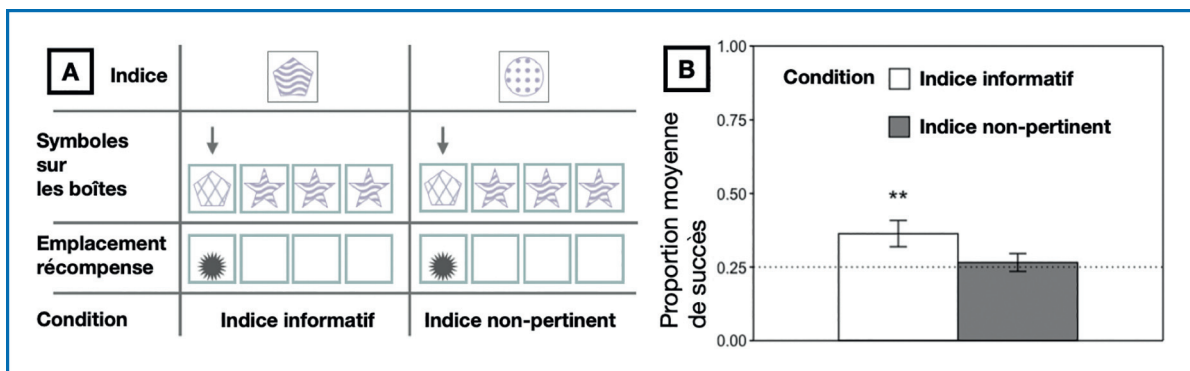 A
Indice
Symboles
sur
les boîtes
Emplacement
récompense
Condition
Indice informatif
Indice non-pertinent
B
Condition
Indice informatif
Indice non-pertinent
**
Proportion moyenne
de succès
1.00
0.75
0.50
0.25
0.00